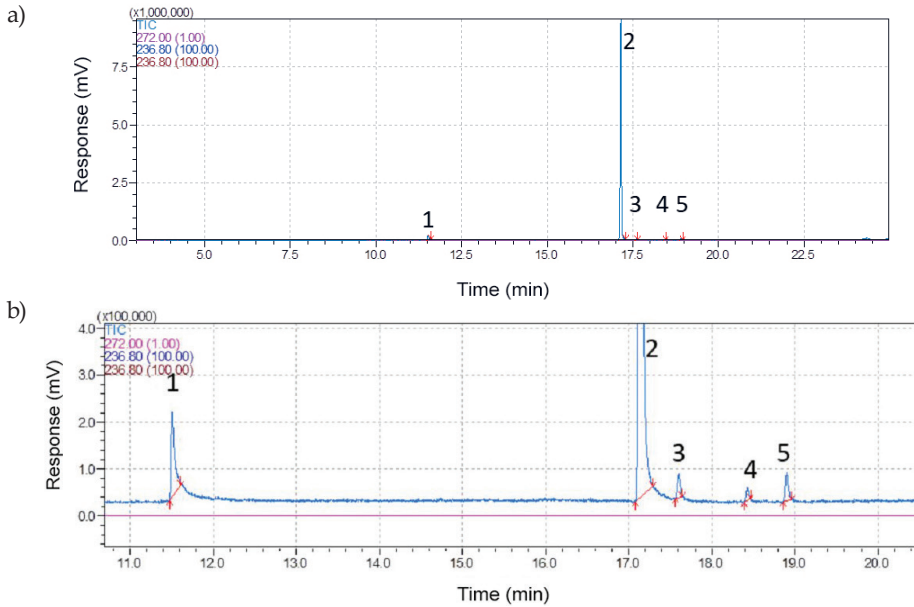 a)
(x1,000,000)
TIC
272.00 (1.00)
236.80 (100.00)
236.80 (100.00)
7.5
5.0
2.5
0.0
Response (mV)
1
2
3
4
5
5.0 7.5 10.0 12.5 15.0 17.5 20.0 22.5
Time (min)
b)
(x100,000)
TIC
272.00 (1.00)
236.80 (100.00)
236.80 (100.00)
4.0
3.0
2.0
1.0
0.0
Response (mV)
1
2
3
4
5
11.0 12.0 13.0 14.0 15.0 16.0 17.0 18.0 19.0 20.0
Time (min)